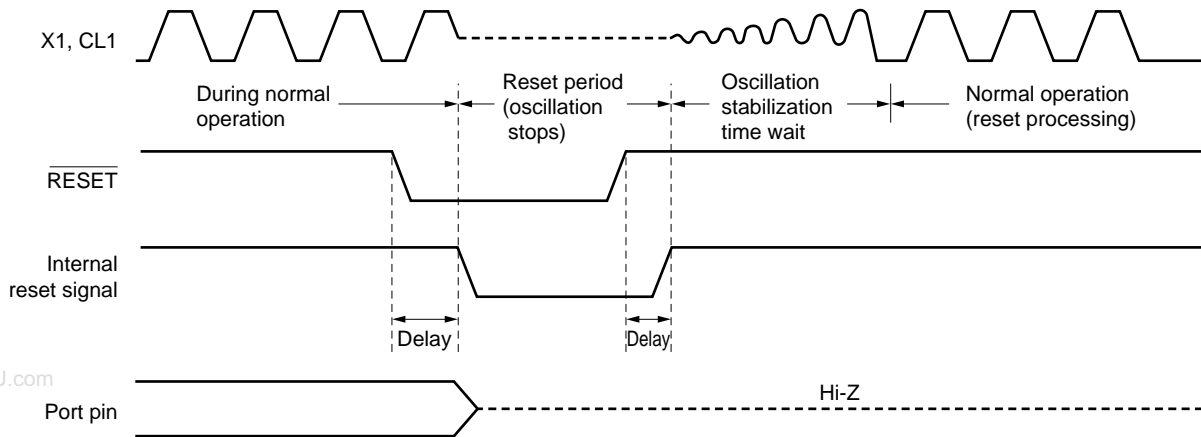 X1, CL1
During normal
operation
Reset period
(oscillation
stops)
Oscillation
stabilization
time wait
Normal operation
(reset processing)
RESET
Internal
reset signal
Delay
Delay
J.com
Port pin
Hi-Z